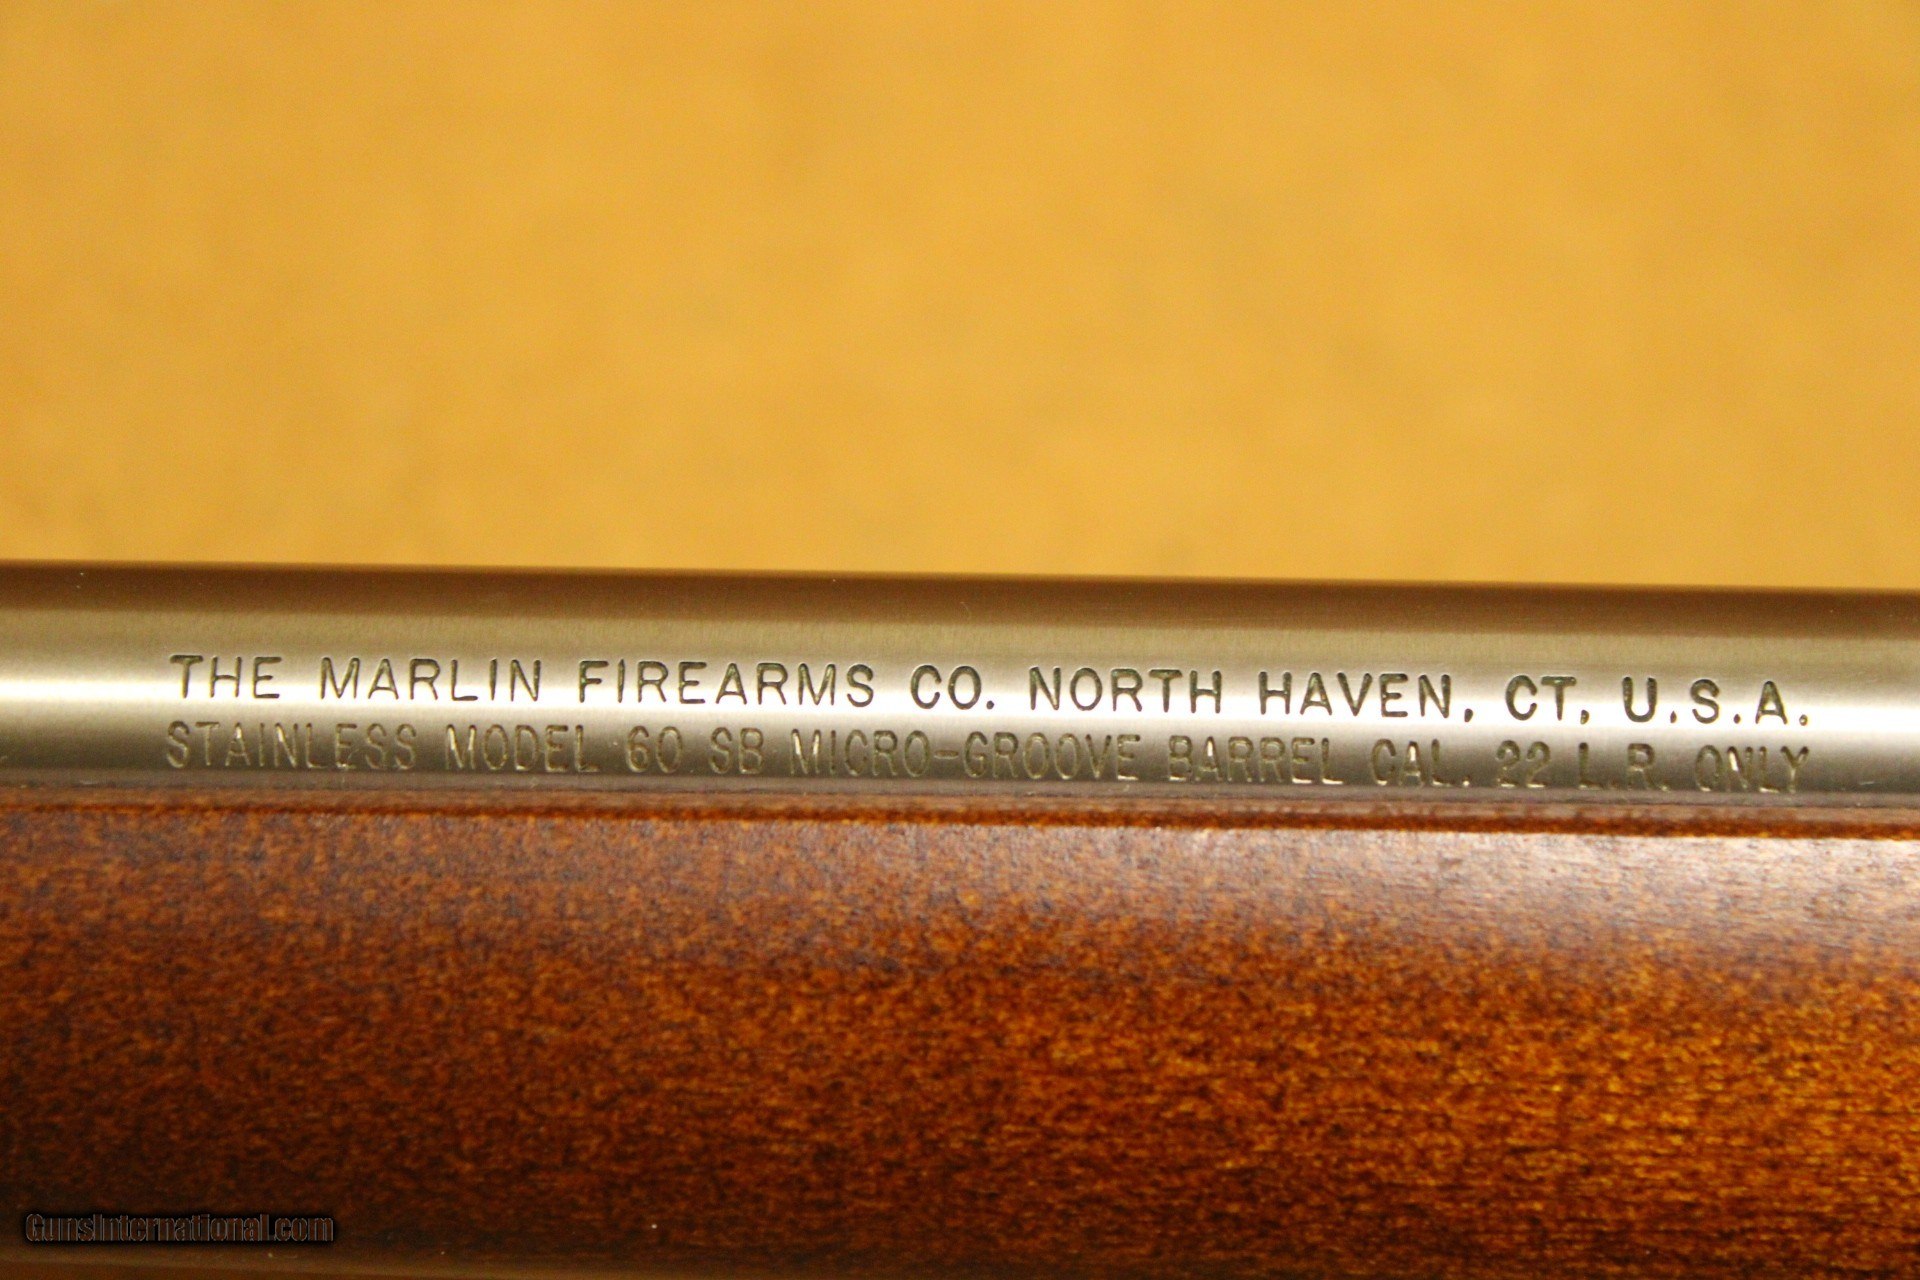 THE MARLIN FIREARMS CO. NORTH HAVEN, CT, U.S.A.
STAINLESS MODEL 60 SB MICRO-GROOVE BARREL CAL. 22 L.R. ONLY
GunsInternational.com